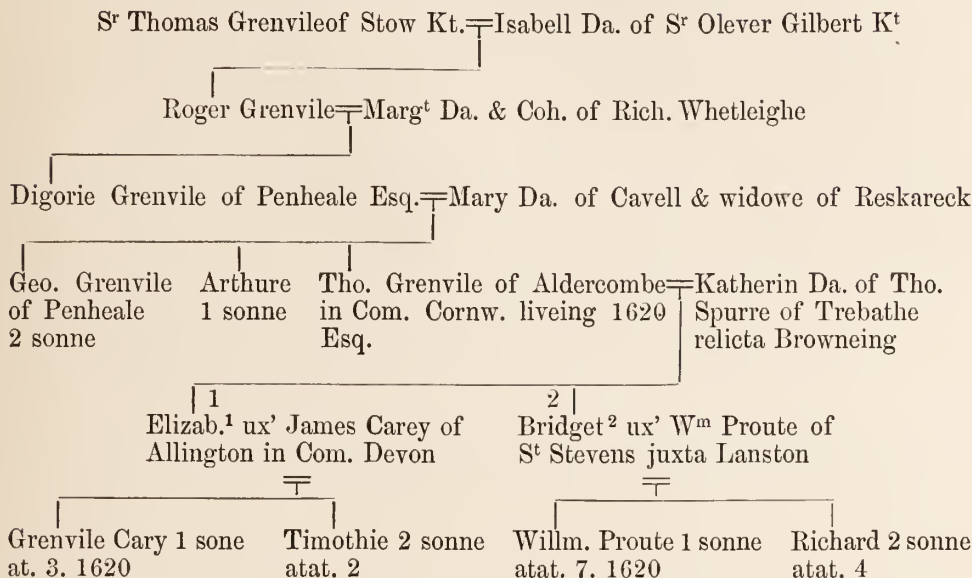 Sʳ Thomas Grenvileof Stow Kt.=Isabell Da. of Sʳ Olever Gilbert Kᵗ
Roger Grenvile=Margᵗ Da. & Coh. of Rich. Whetleighe
Digorie Grenvile of Penheale Esq.=Mary Da. of Cavell & widowe of Reskareck
Geo. Grenvile
of Penheale
2 sonne
Arthure
1 sonne
Tho. Grenvile of Aldercombe=
in Com. Cornw. liveing 1620
Esq.
Katherin Da. of Tho.
Spurre of Trebathe
relicta Browneing
1
Elizab.¹ ux' James Carey of
Allington in Com. Devon
2
Bridget² ux' Wᵐ Proute of
Sᵗ Stevens juxta Lanston
Grenvile Cary 1 sone
at. 3. 1620
Timothie 2 sonne
atat. 2
Willm. Proute 1 sonne
atat. 7. 1620
Richard 2 sonne
atat. 4